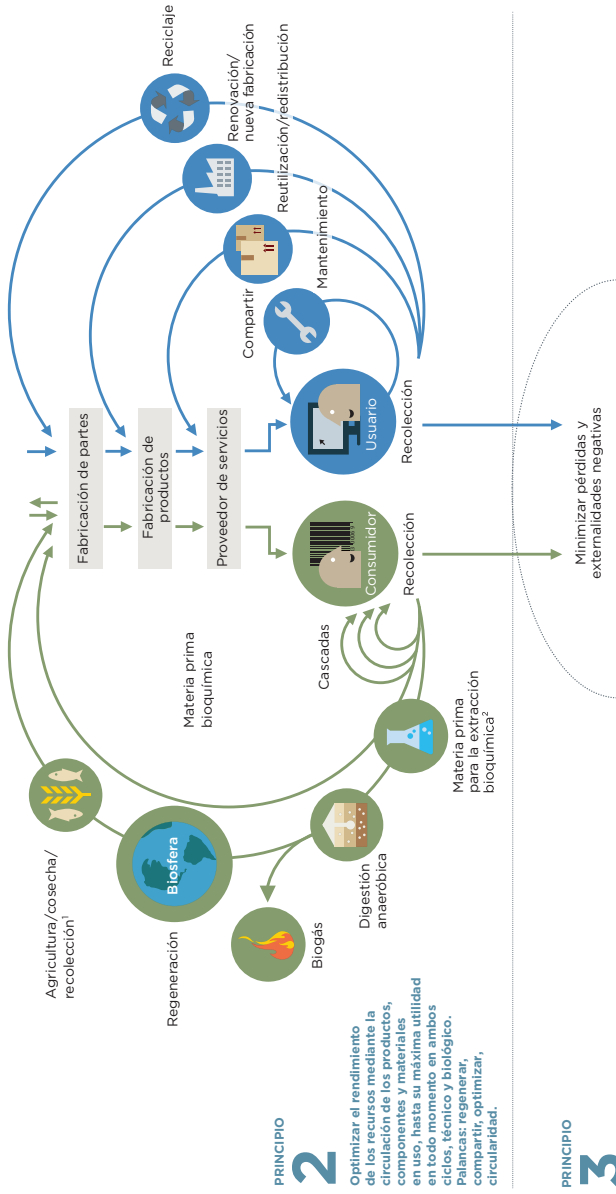 PRINCIPIO
2
Optimizar el rendimiento
de los recursos mediante la
circulación de los productos,
componentes y materiales
en uso, hasta su máxima utilidad
en todo momento en ambos
ciclos, técnico y biológico.
Palancas: regenerar,
compartir, optimizar,
circularidad.
Agricultura/cosecha/
recolección¹
Regeneración
Biosfera
Biogás
Digestión
anaeróbica
Materia prima
para la extracción
bioquímica²
Materia prima
bioquímica
Cascadas
Fabricación de partes
Fabricación de
productos
Proveedor de servicios
Consumidor
Recolección
Usuario
Recolección
Compartir
Mantenimiento
Reutilización/redistribución
Renovación/
nueva fabricación
Reciclaje
PRINCIPIO
3
Minimizar pérdidas y
externalidades negativas